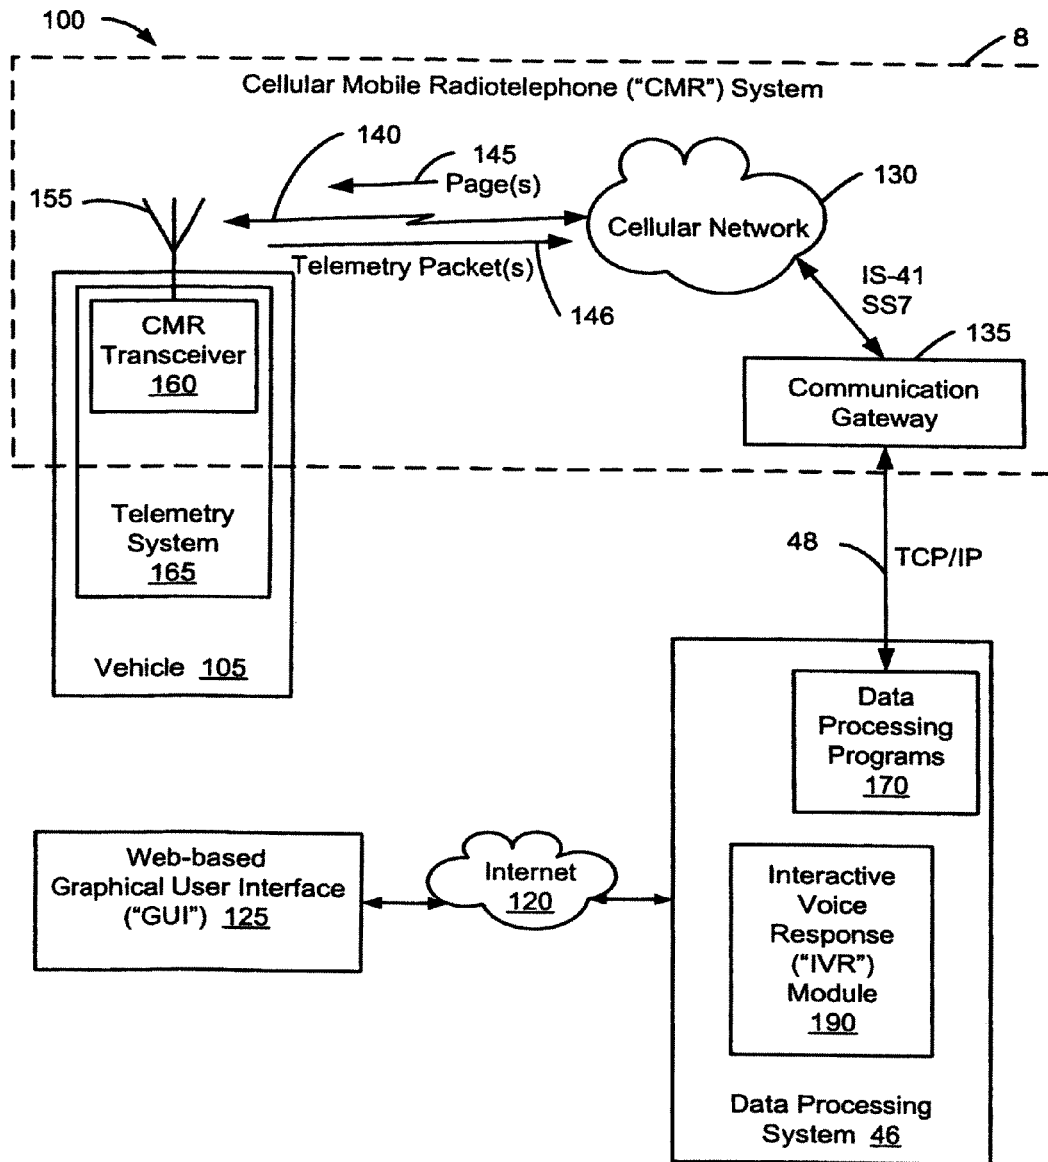 100
8
Cellular Mobile Radiotelephone ("CMR") System
140
145
Page(s)
130
155
Cellular Network
Telemetry Packet(s)
146
IS-41
SS7
CMR
Transceiver
160
135
Communication
Gateway
Telemetry
System
165
48
TCP/IP
Vehicle 105
Data
Processing
Programs
170
Web-based
Graphical User Interface
("GUI") 125
Internet
120
Interactive
Voice
Response
("IVR")
Module
190
Data Processing
System 46